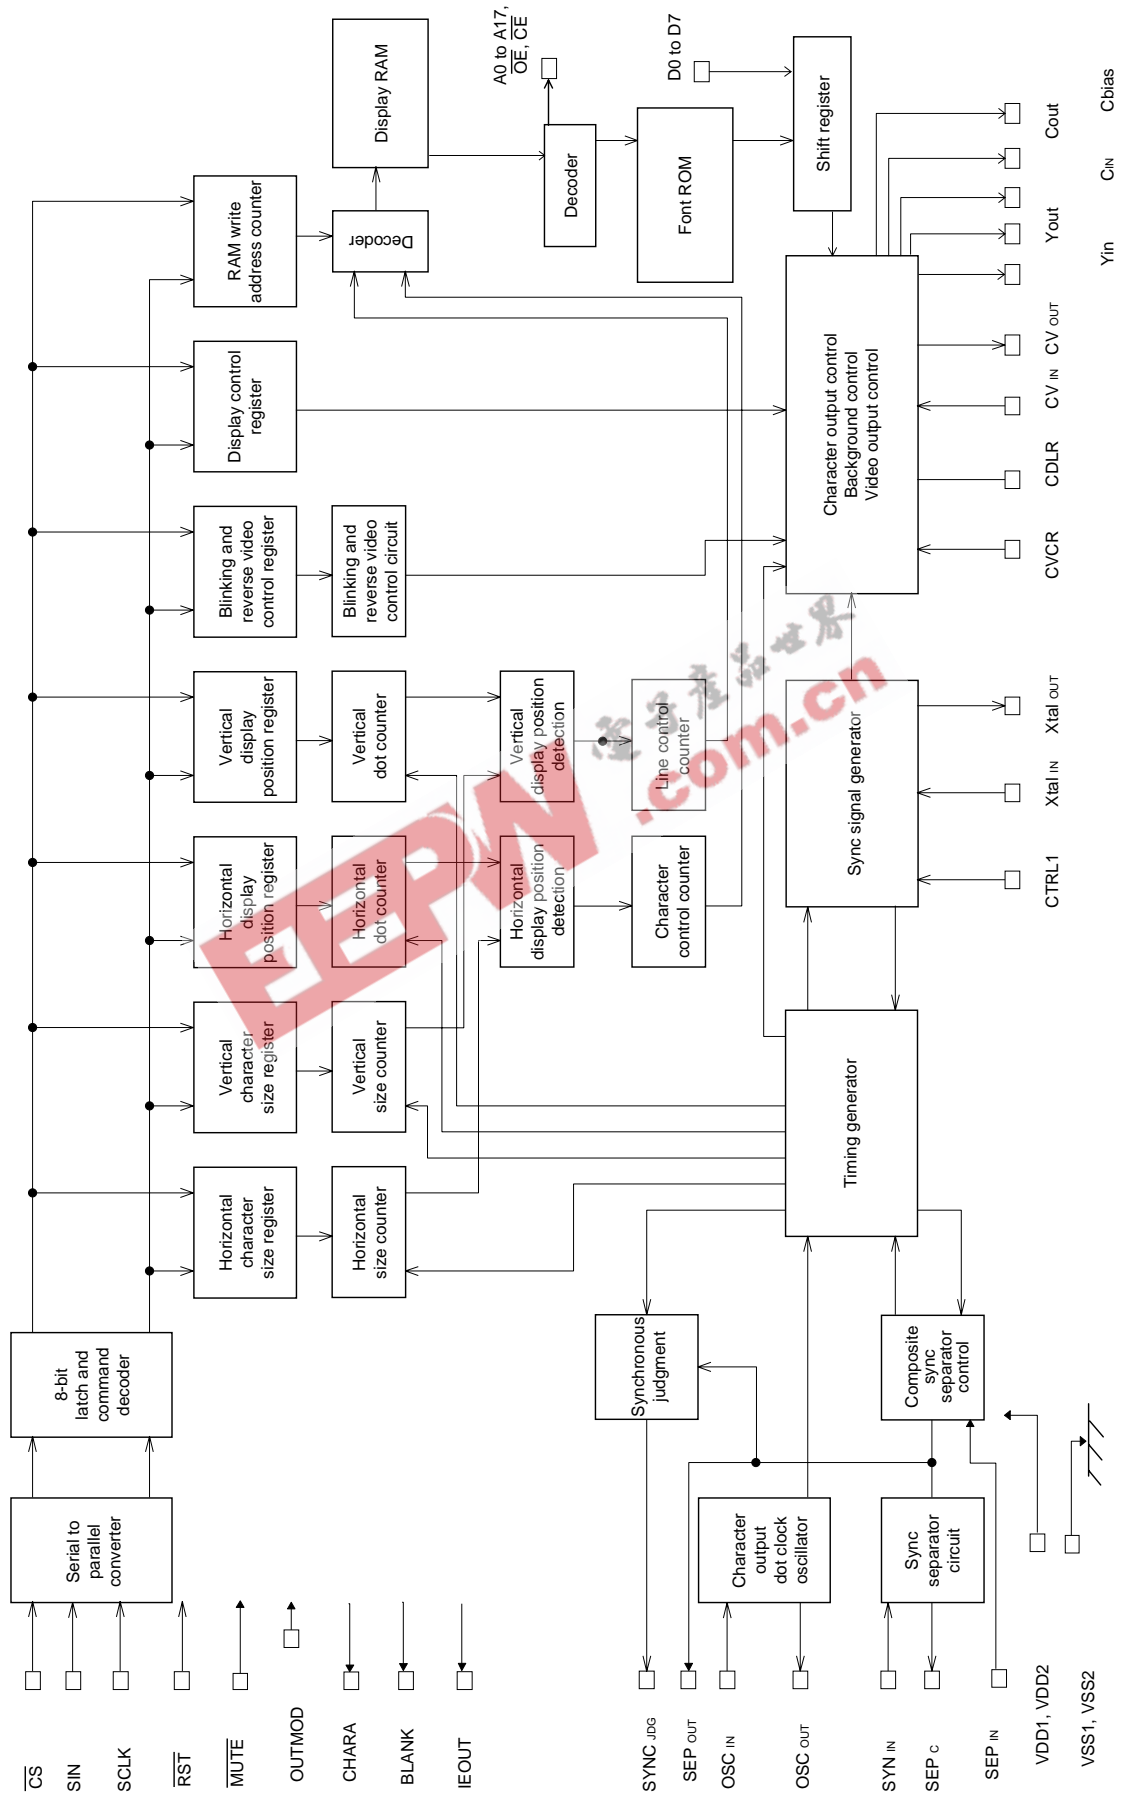 CS
SIN
SCLK
RST
MUTE
OUTMOD
CHARA
BLANK
IEOUT
SYNC JDG
SEP OUT
OSC IN
OSC OUT
SYN IN
SEP C
SEP IN
VDD1, VDD2
VSS1, VSS2
Serial to
parallel
converter
8-bit
latch and
command
decoder
Horizontal
character
size register
Vertical
character
size register
Horizontal
display
position register
Vertical
display
position register
Blinking and
reverse video
control register
Display control
register
RAM write
address counter
Horizontal
size counter
Vertical
size counter
Horizontal
dot counter
Vertical
dot counter
Blinking and
reverse video
control circuit
Decoder
Display RAM
Horizontal
display position
detection
Vertical
display position
detection
Character
control counter
Line control
counter
Decoder
A0 to A17,
OE, CE
Font ROM
D0 to D7
Shift register
Synchronous
judgment
Character
output
dot clock
oscillator
Sync
separator
circuit
Composite
sync
separator
control
Timing generator
Sync signal generator
Character output control
Background control
Video output control
CTRL1
Xtal IN
Xtal OUT
CVCR
CDLR
CV IN
CV OUT
Yin
Yout
CIN
Cout
Cbias
EEPW
.com.cn
電子産品世界